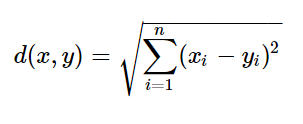 d(x, y) = √(∑_{i=1}^{n} (x_i − y_i)²)